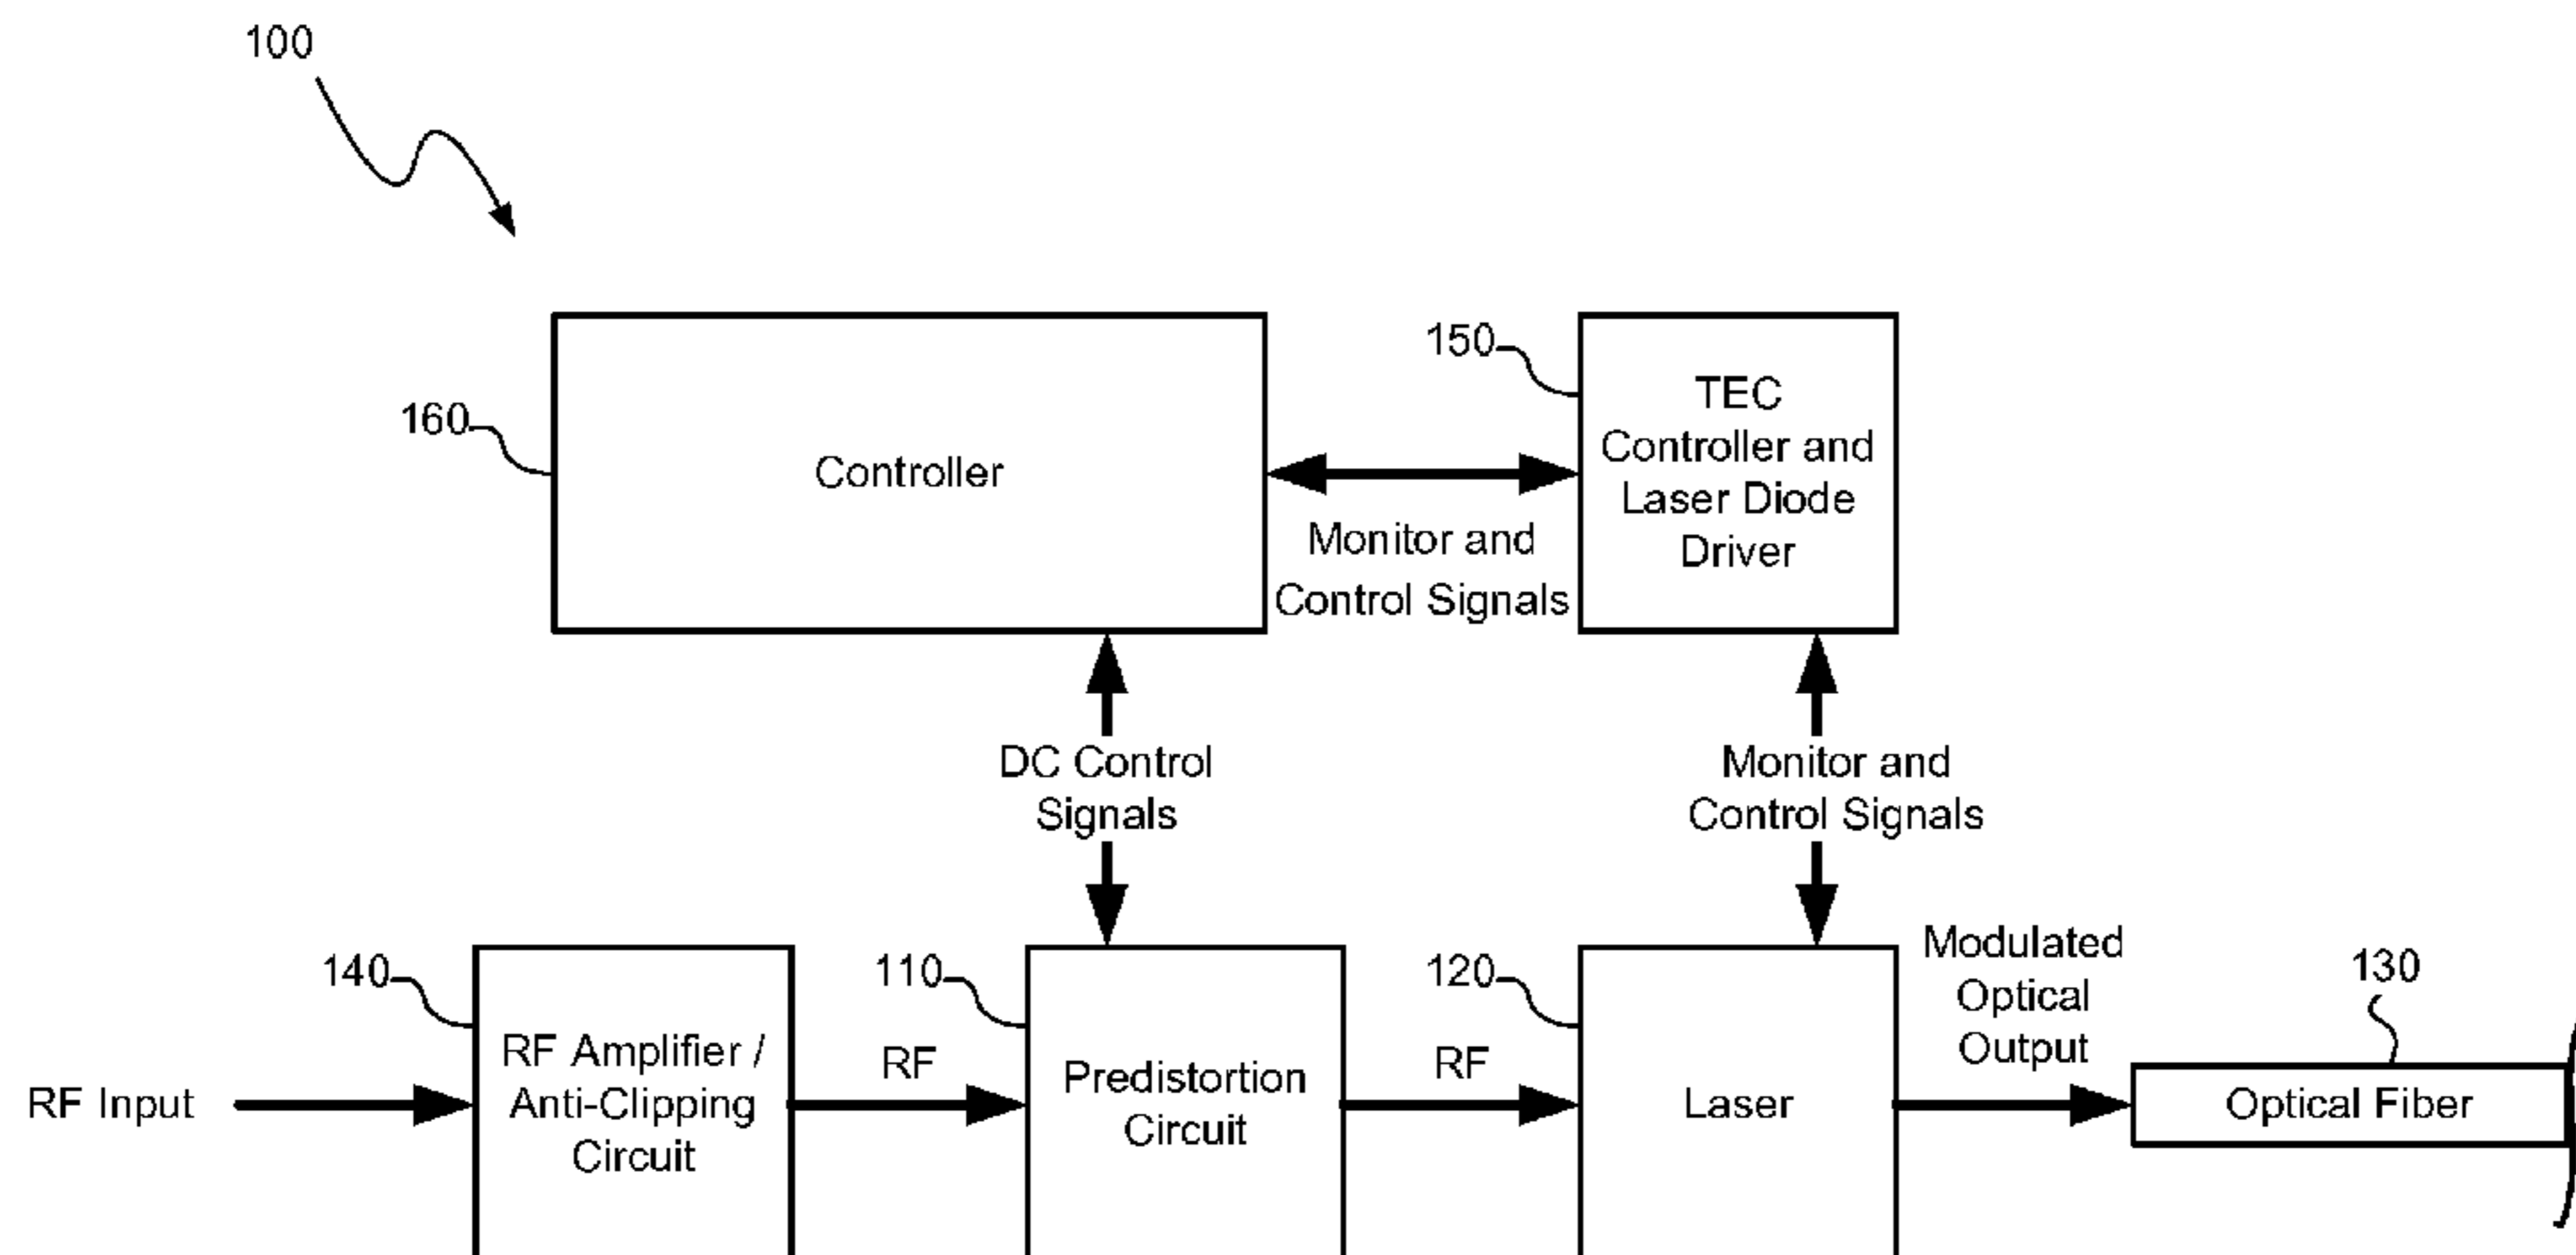 100
160
Controller
150
TEC
Controller and
Laser Diode
Driver
Monitor and
Control Signals
DC Control
Signals
Monitor and
Control Signals
RF Input
140
RF Amplifier /
Anti-Clipping
Circuit
RF
110
Predistortion
Circuit
RF
120
Laser
Modulated
Optical
Output
130
Optical Fiber